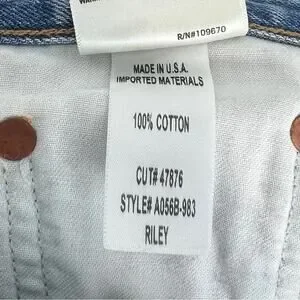 R/N#109670
MADE IN U.S.A.
IMPORTED MATERIALS
100% COTTON
CUT# 47876
STYLE# A056B-983
RILEY